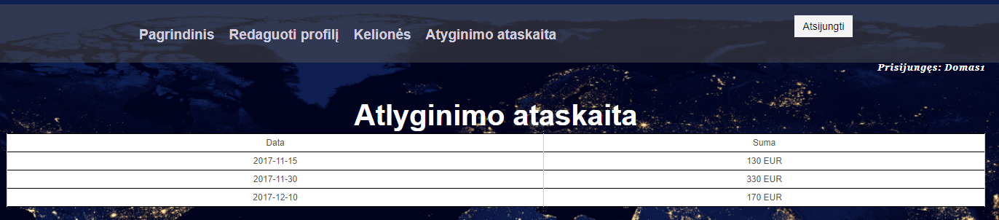 Pagrindinis Redaguoti profilį Kelionės Atyginimo ataskaita Atsijungti
Prisijungęs: Domas1
Atlyginimo ataskaita
Data Suma
2017-11-15 130 EUR
2017-11-30 330 EUR
2017-12-10 170 EUR